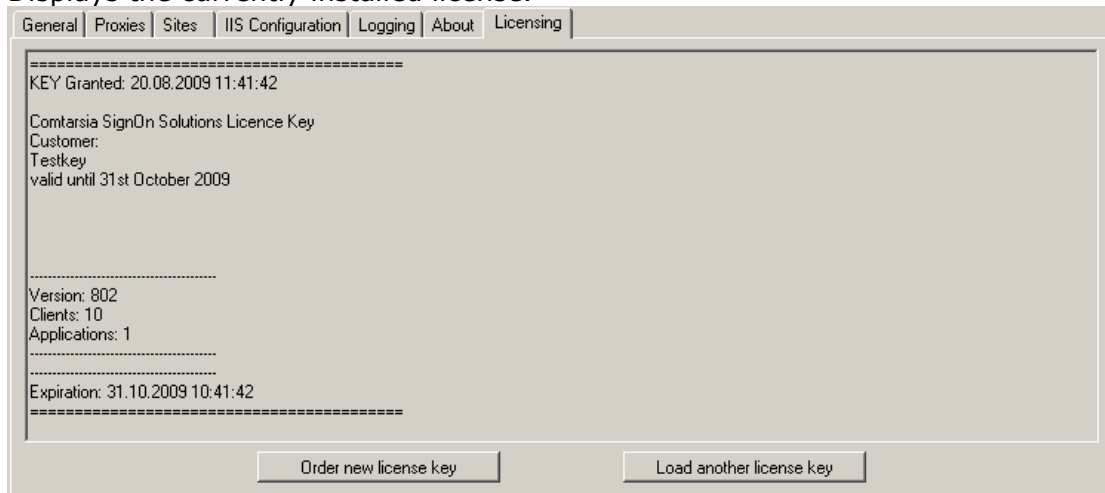 Displays the currently installed license.
General Proxies Sites IIS Configuration Logging About Licensing
==========================================
KEY Granted: 20.08.2009 11:41:42
Comtarsia SignOn Solutions Licence Key
Customer:
Testkey
valid until 31st October 2009
------------------------------------------
Version: 802
Clients: 10
Applications: 1
------------------------------------------
------------------------------------------
Expiration: 31.10.2009 10:41:42
==========================================
Order new license key Load another license key